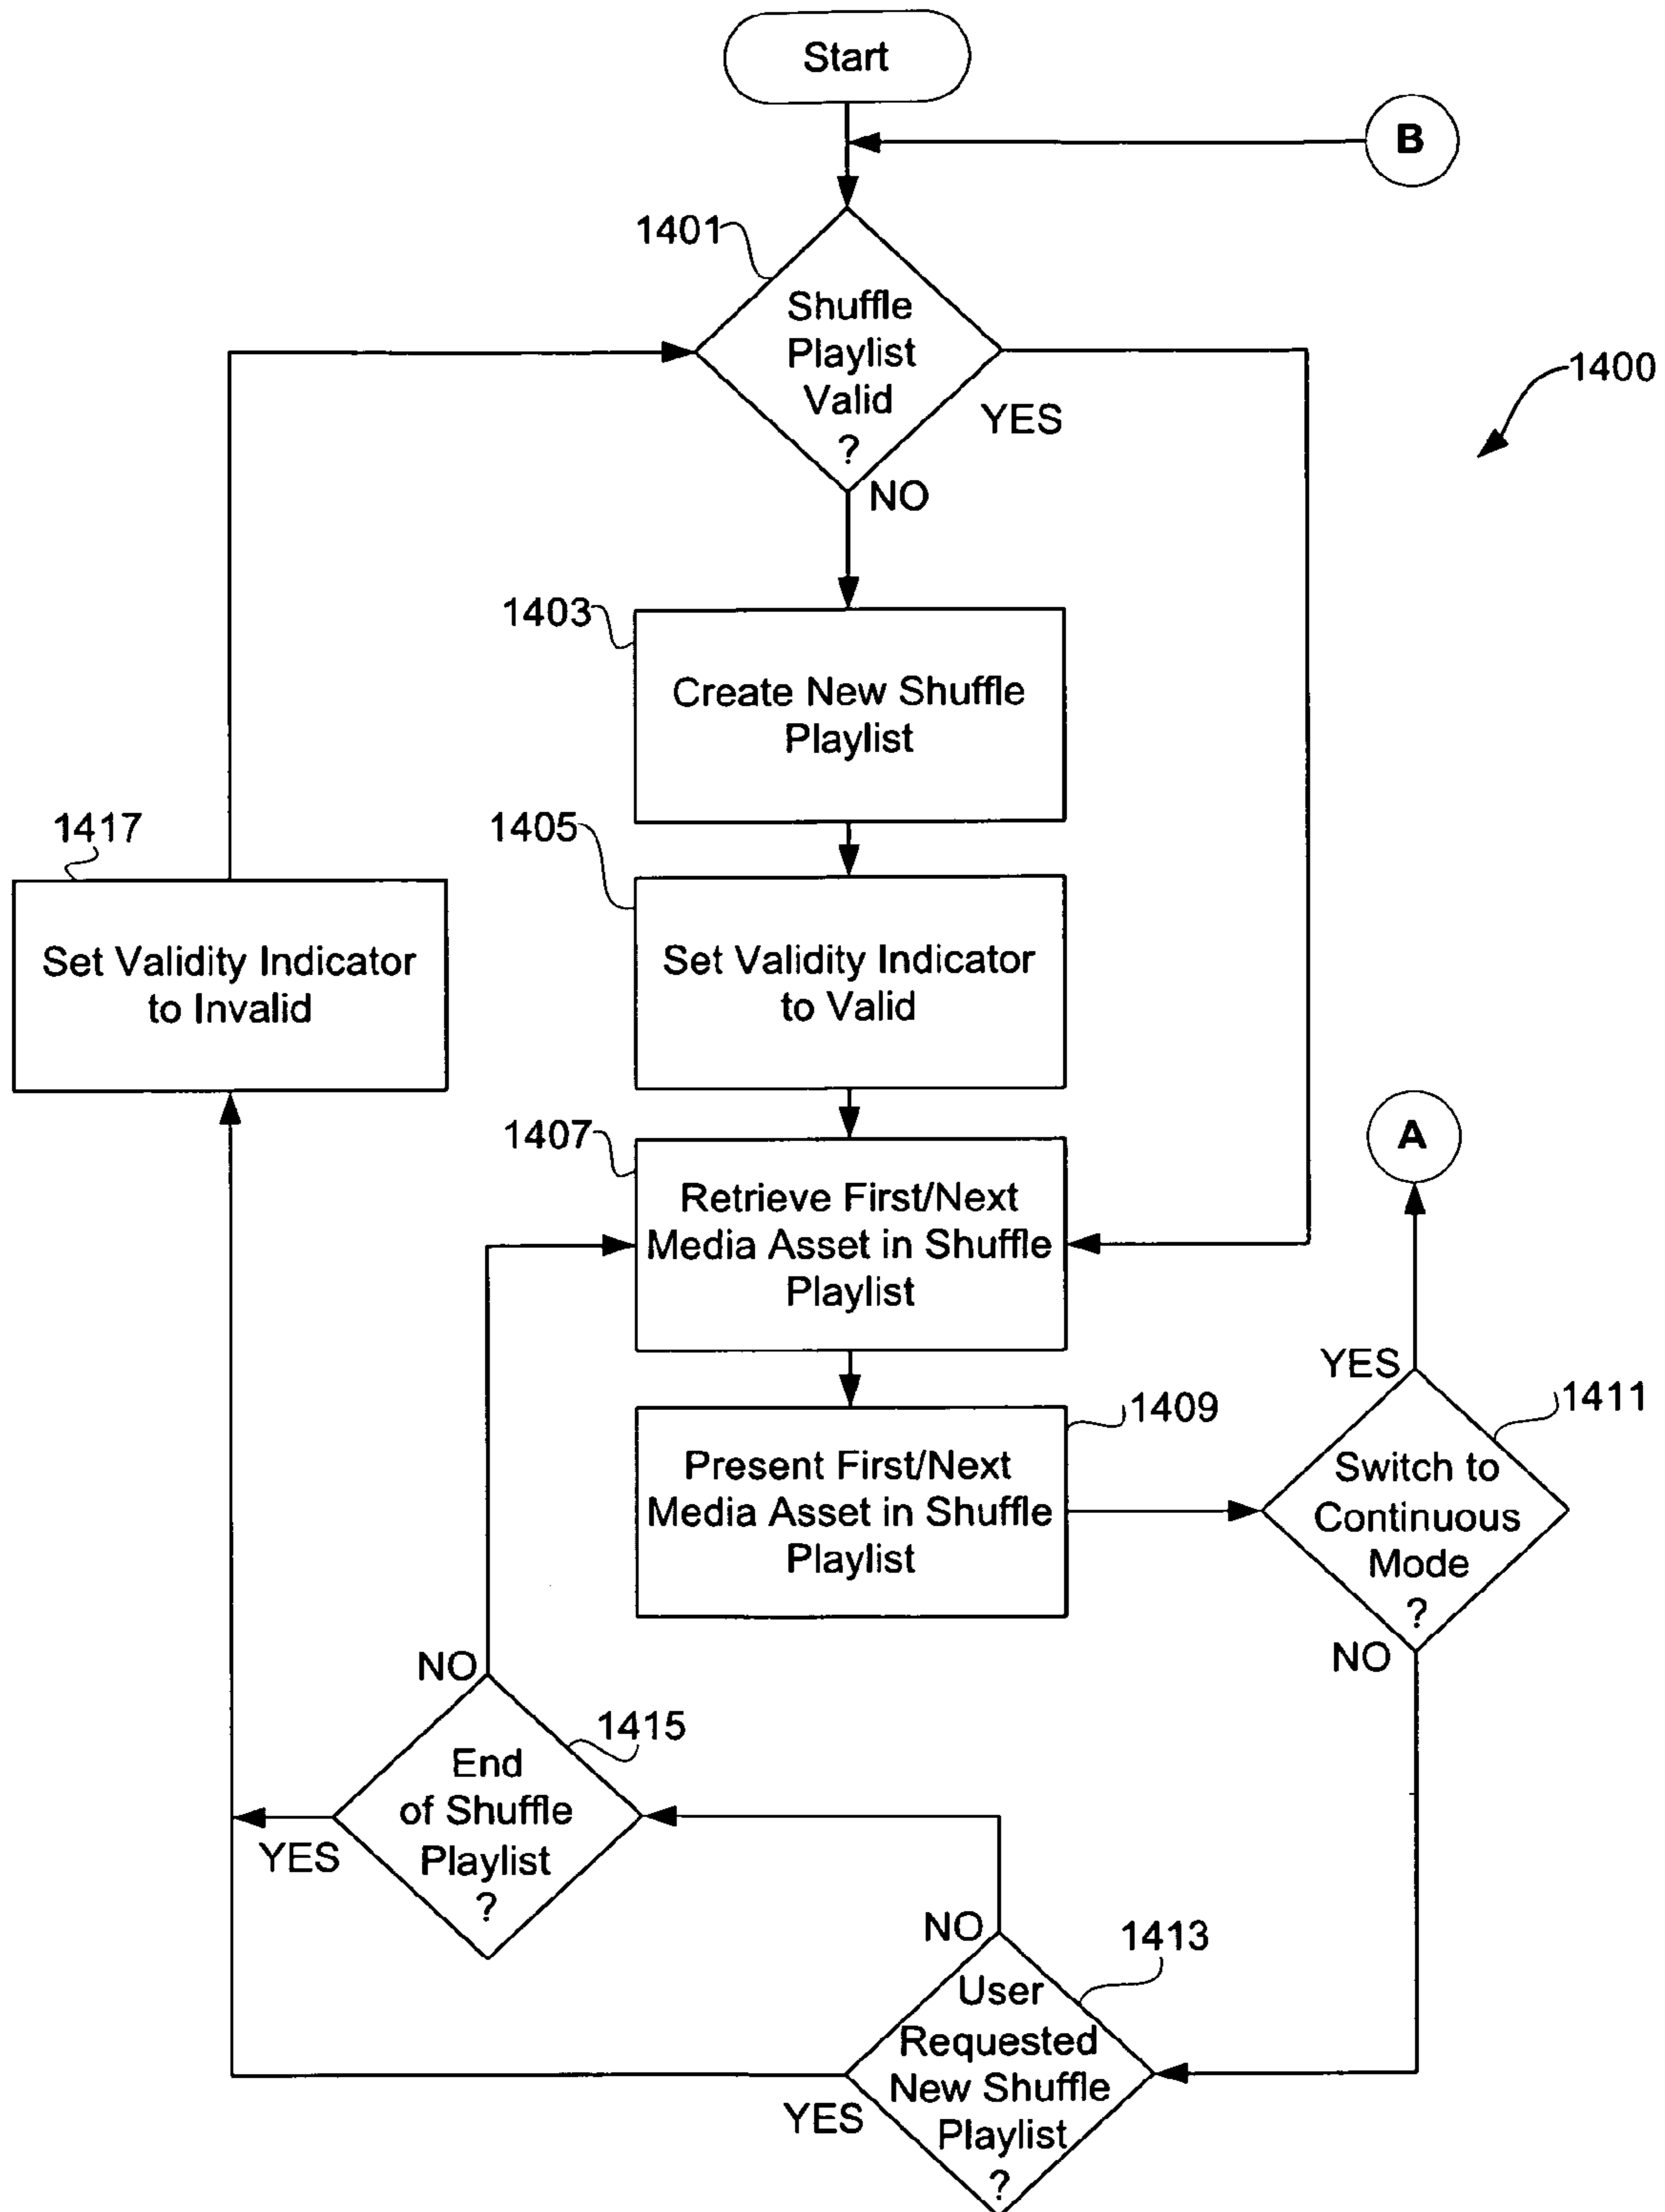 Start
B
1401
Shuffle
Playlist
Valid
?
YES
NO
1400
1403
Create New Shuffle
Playlist
1417
1405
Set Validity Indicator
to Invalid
Set Validity Indicator
to Valid
1407
A
Retrieve First/Next
Media Asset in Shuffle
Playlist
YES
1411
1409
Present First/Next
Media Asset in Shuffle
Playlist
Switch to
Continuous
Mode
?
NO
NO
1415
End
of Shuffle
Playlist
?
YES
NO
1413
User
Requested
New Shuffle
Playlist
?
YES